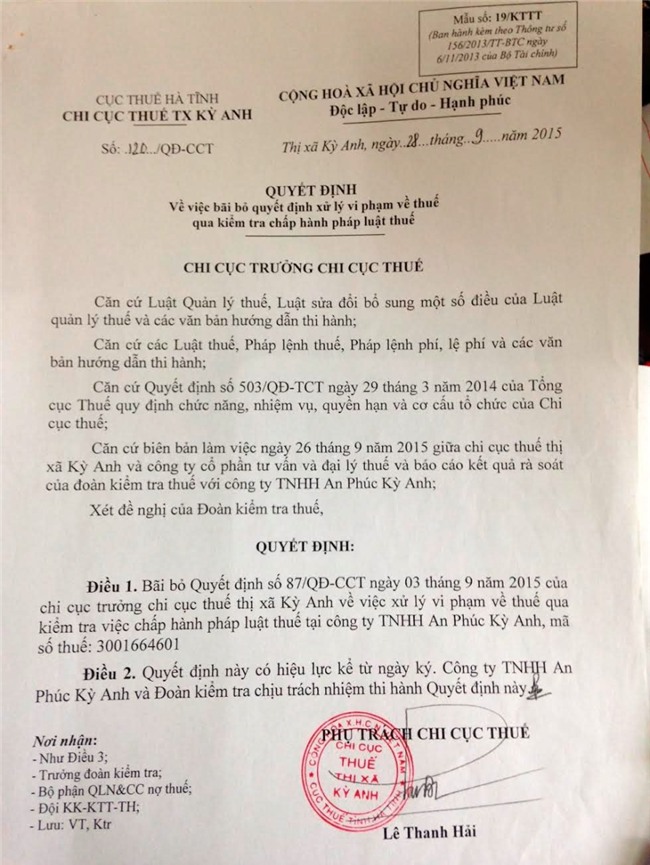 Mẫu số: 19/KTTT
(Ban hành kèm theo Thông tư số
156/2013/TT-BTC ngày
6/11/2013 của Bộ Tài chính)
CỤC THUẾ HÀ TĨNH
CHI CỤC THUẾ TX KỲ ANH
Số: 120/QĐ-CCT
CỘNG HOÀ XÃ HỘI CHỦ NGHĨA VIỆT NAM
Độc lập - Tự do - Hạnh phúc
Thị xã Kỳ Anh, ngày..28...tháng...9.....năm 2015
QUYẾT ĐỊNH
Về việc bãi bỏ quyết định xử lý vi phạm về thuế
qua kiểm tra chấp hành pháp luật thuế
CHI CỤC TRƯỞNG CHI CỤC THUẾ
Căn cứ Luật Quản lý thuế, Luật sửa đổi bổ sung một số điều của Luật
quản lý thuế và các văn bản hướng dẫn thi hành;
Căn cứ các Luật thuế, Pháp lệnh thuế, Pháp lệnh phí, lệ phí và các văn
bản hướng dẫn thi hành;
Căn cứ Quyết định số 503/QĐ-TCT ngày 29 tháng 3 năm 2014 của Tổng
cục Thuế quy định chức năng, nhiệm vụ, quyền hạn và cơ cấu tổ chức của Chi
cục thuế;
Căn cứ biên bản làm việc ngày 26 tháng 9 năm 2015 giữa chi cục thuế thị
xã Kỳ Anh và công ty cổ phần tư vấn và đại lý thuế và báo cáo kết quả rà soát
của đoàn kiểm tra thuế với công ty TNHH An Phúc Kỳ Anh;
Xét đề nghị của Đoàn kiểm tra thuế,
QUYẾT ĐỊNH:
Điều 1. Bãi bỏ Quyết định số 87/QĐ-CCT ngày 03 tháng 9 năm 2015 của
chi cục trưởng chi cục thuế thị xã Kỳ Anh về việc xử lý vi phạm về thuế qua
kiểm tra việc chấp hành pháp luật thuế tại công ty TNHH An Phúc Kỳ Anh, mã
số thuế: 3001664601
Điều 2. Quyết định này có hiệu lực kể từ ngày ký. Công ty TNHH An
Phúc Kỳ Anh và Đoàn kiểm tra chịu trách nhiệm thi hành Quyết định này
Nơi nhận:
- Như Điều 3;
- Trưởng đoàn kiểm tra;
- Bộ phận QLN&CC nợ thuế;
- Đội KK-KTT-TH;
- Lưu: VT, Ktr
PHỤ TRÁCH CHI CỤC THUẾ
CỘNG HÒA X.H.C.N VIỆT NAM
CHI CỤC
THUẾ
THỊ XÃ
KỲ ANH
CỤC THUẾ TỈNH HÀ TĨNH
Lê Thanh Hải